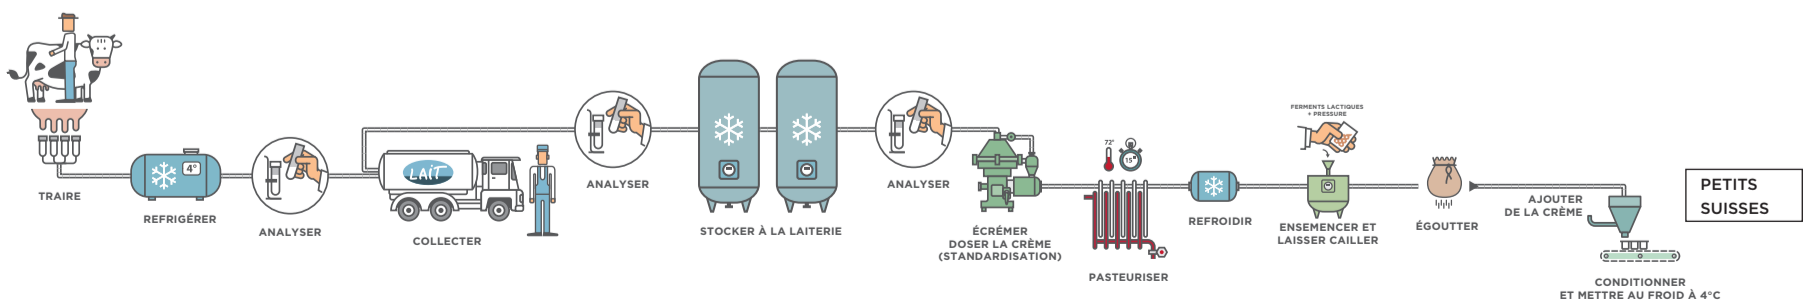 TRAIRE
4°
REFRIGÉRER
ANALYSER
LAIT
COLLECTER
ANALYSER
STOCKER À LA LAITERIE
ANALYSER
ÉCRÉMER
DOSER LA CRÈME
(STANDARDISATION)
72°
15"
PASTEURISER
REFROIDIR
FERMENTS LACTIQUES
+ PRESSURE
ENSEMENCER ET
LAISSER CAILLER
ÉGOUTTER
AJOUTER
DE LA CRÈME
CONDITIONNER
ET METTRE AU FROID À 4°C
PETITS
SUISSES